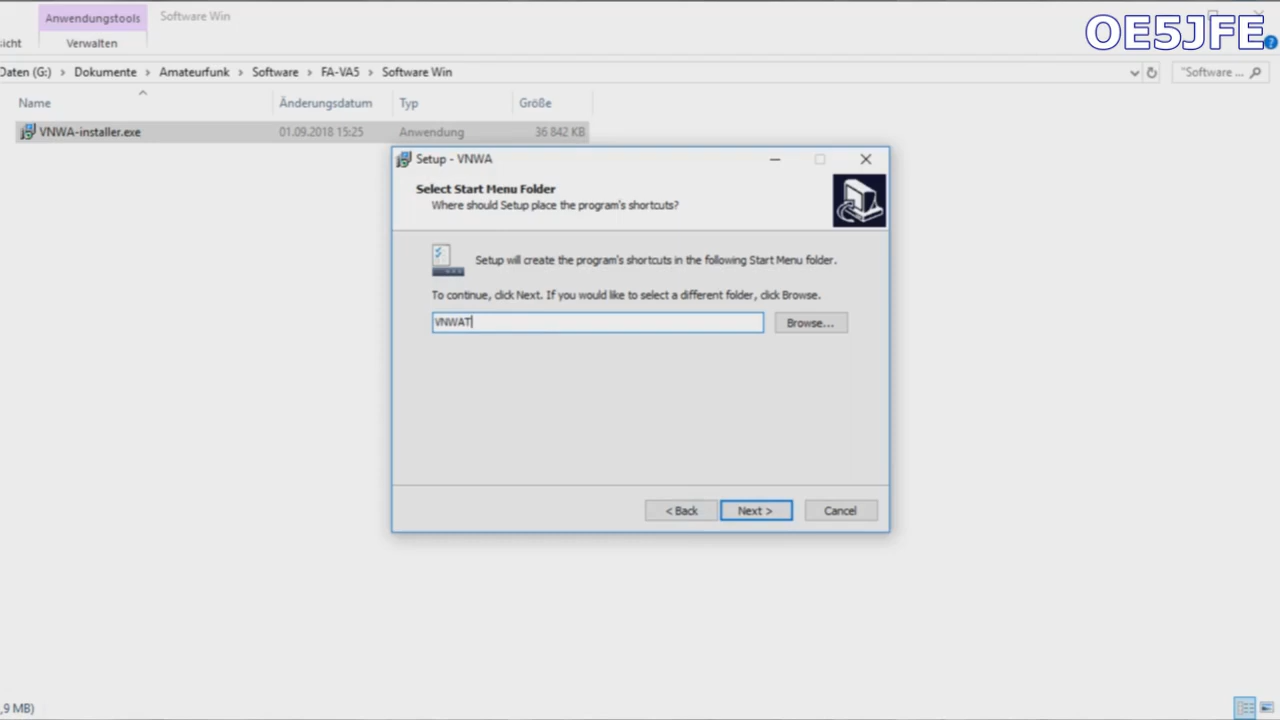 Anwendungstools
Software Win
OE5JFE
sicht
Verwalten
Daten (G:) > Dokumente > Amateurfunk > Software > FA-VA5 > Software Win
"Software ...
Name
Änderungsdatum
Typ
Größe
VNWA-installer.exe
01.09.2018 15:25
Anwendung
36 842 KB
Setup - VNWA
Select Start Menu Folder
Where should Setup place the program's shortcuts?
Setup will create the program's shortcuts in the following Start Menu folder.
To continue, click Next. If you would like to select a different folder, click Browse.
VNWAT
Browse...
< Back
Next >
Cancel
,9 MB)